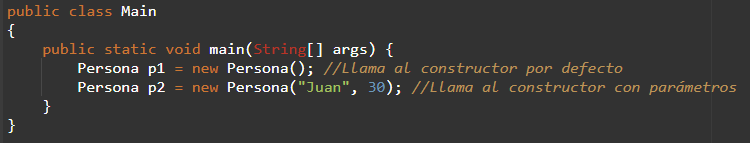 public class Main
{
    public static void main(String[] args) {
        Persona p1 = new Persona(); //Llama al constructor por defecto
        Persona p2 = new Persona("Juan", 30); //Llama al constructor con parámetros
    }
}